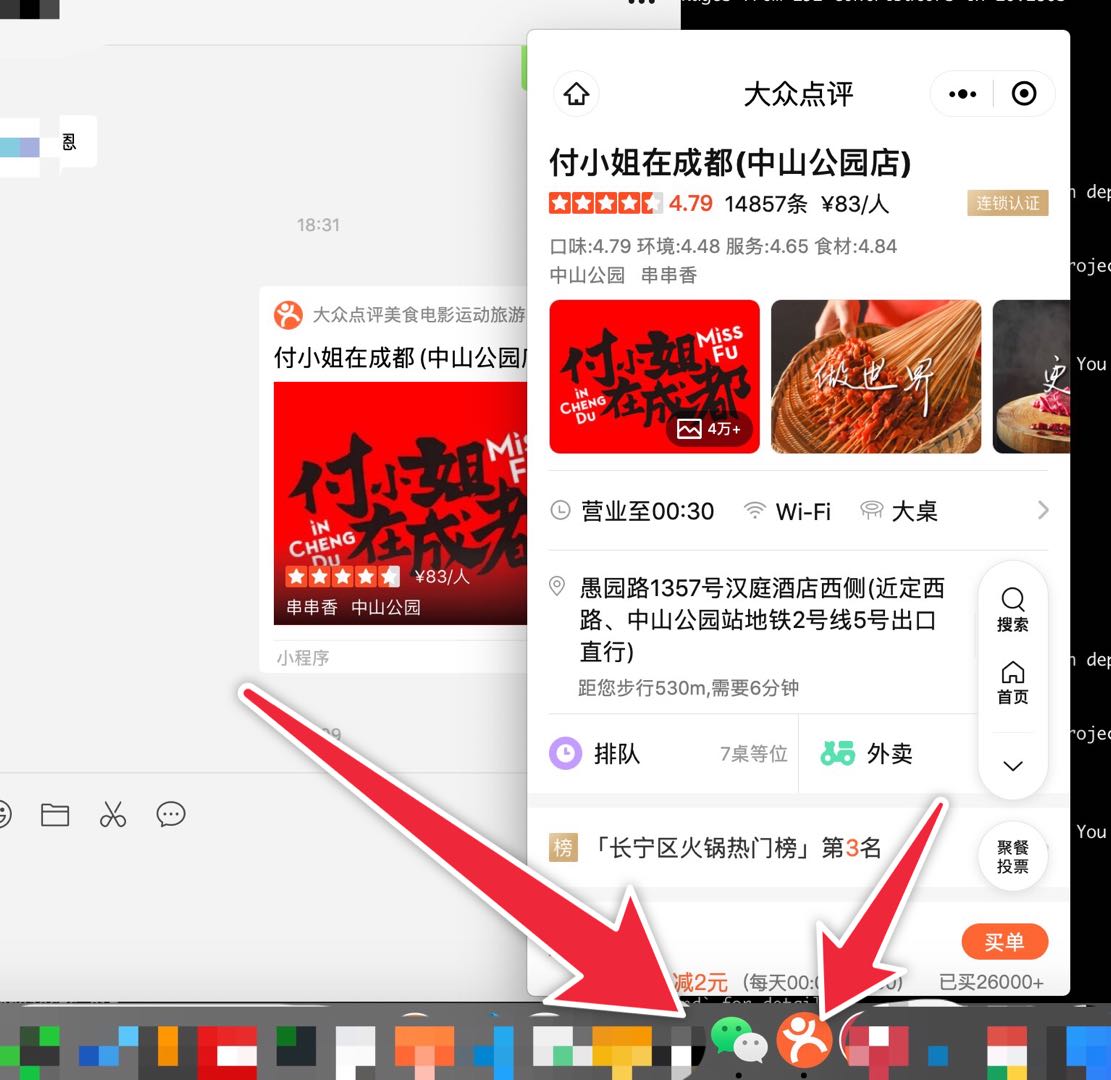 恩
18:31
大众点评美食电影运动旅游
付小姐在成都 (中山公园
付小姐
在成都
MiSS
FU
iN
CHENG
DU
¥83/人
串串香 中山公园
小程序
大众点评
付小姐在成都(中山公园店)
4.79 14857条 ¥83/人
连锁认证
口味:4.79 环境:4.48 服务:4.65 食材:4.84
中山公园 串串香
付小姐
在成都
MiSS
FU
iN
CHENG
DU
4万+
做世界
更
营业至00:30 Wi-Fi 大桌
愚园路1357号汉庭酒店西侧(近定西
路、中山公园站地铁2号线5号出口
直行)
距您步行530m,需要6分钟
搜索
首页
排队 7桌等位 外卖
榜 「长宁区火锅热门榜」第3名
聚餐
投票
买单
减2元 (每天00: 0) 已买26000+
You
You